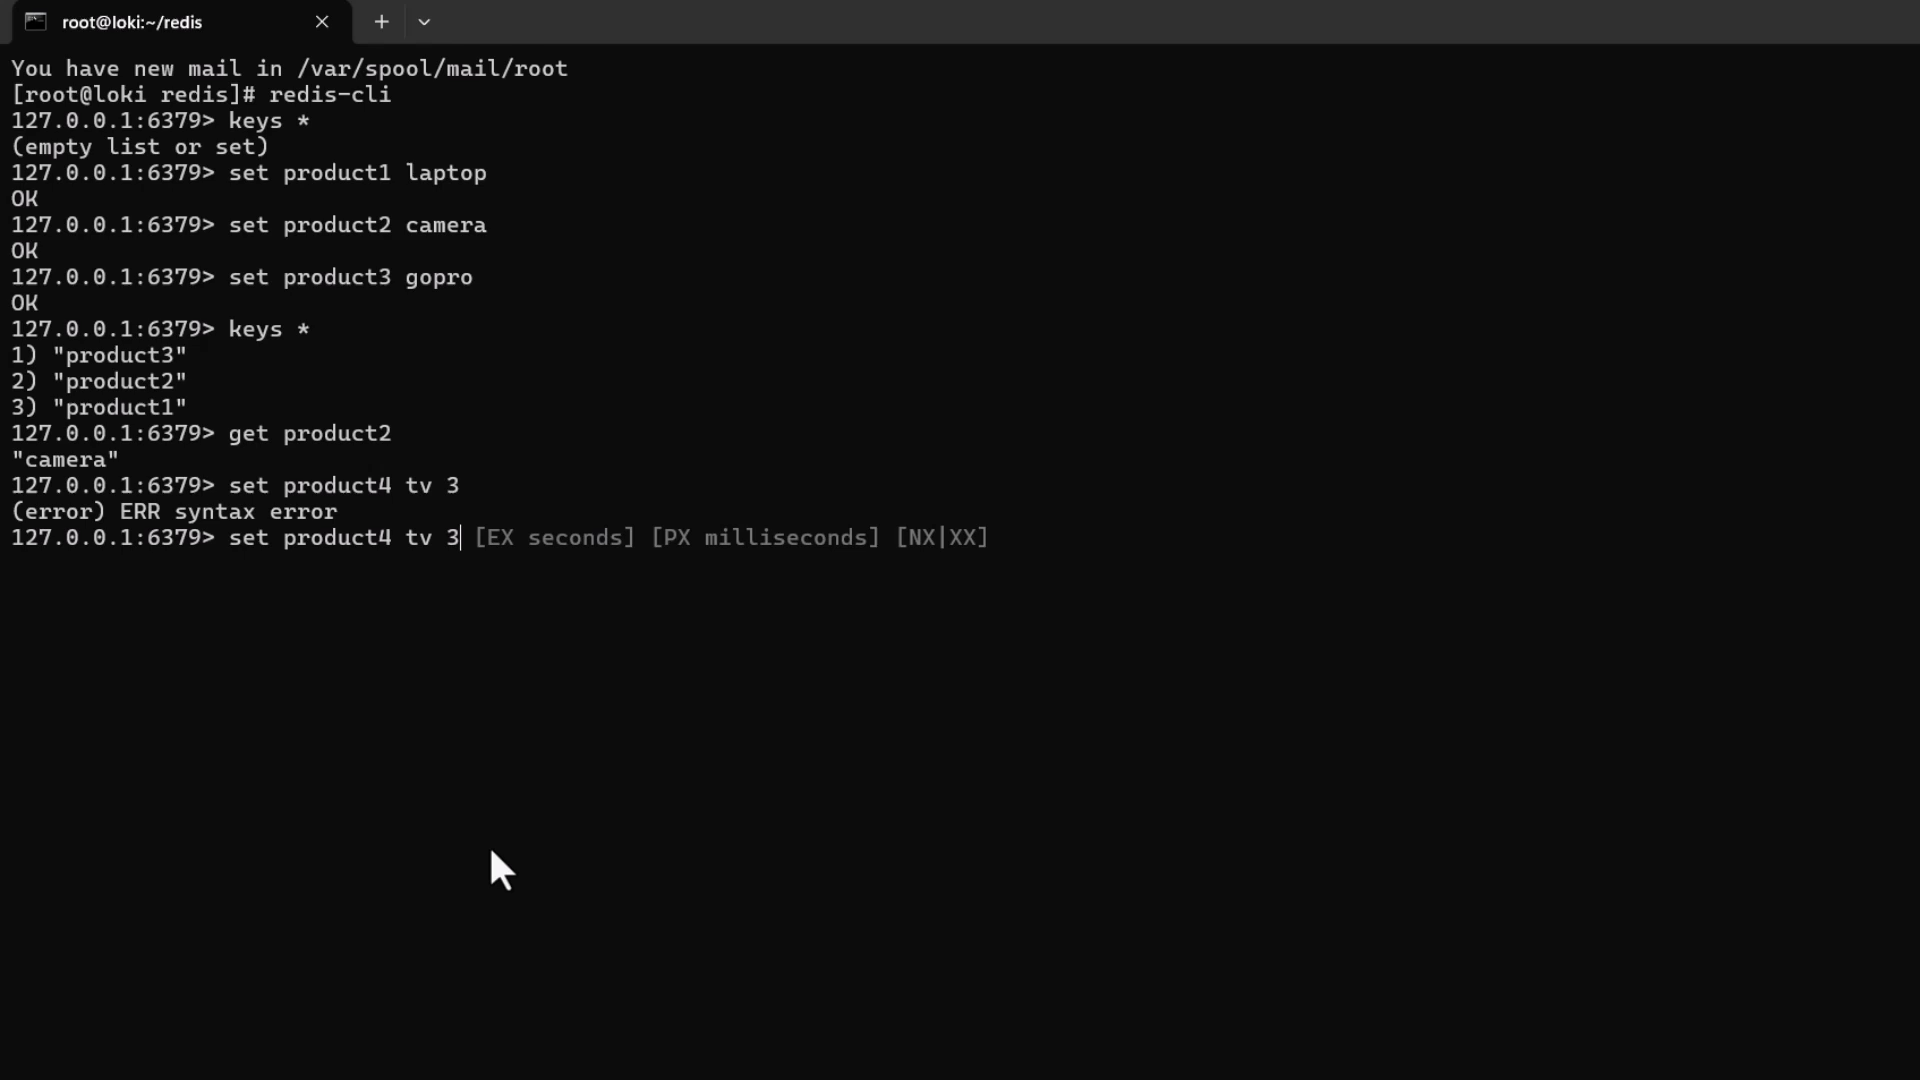 root@loki:~/redis
You have new mail in /var/spool/mail/root
[root@loki redis]# redis-cli
127.0.0.1:6379> keys *
(empty list or set)
127.0.0.1:6379> set product1 laptop
OK
127.0.0.1:6379> set product2 camera
OK
127.0.0.1:6379> set product3 gopro
OK
127.0.0.1:6379> keys *
1) "product3"
2) "product2"
3) "product1"
127.0.0.1:6379> get product2
"camera"
127.0.0.1:6379> set product4 tv 3
(error) ERR syntax error
127.0.0.1:6379> set product4 tv 3 [EX seconds] [PX milliseconds] [NX|XX]